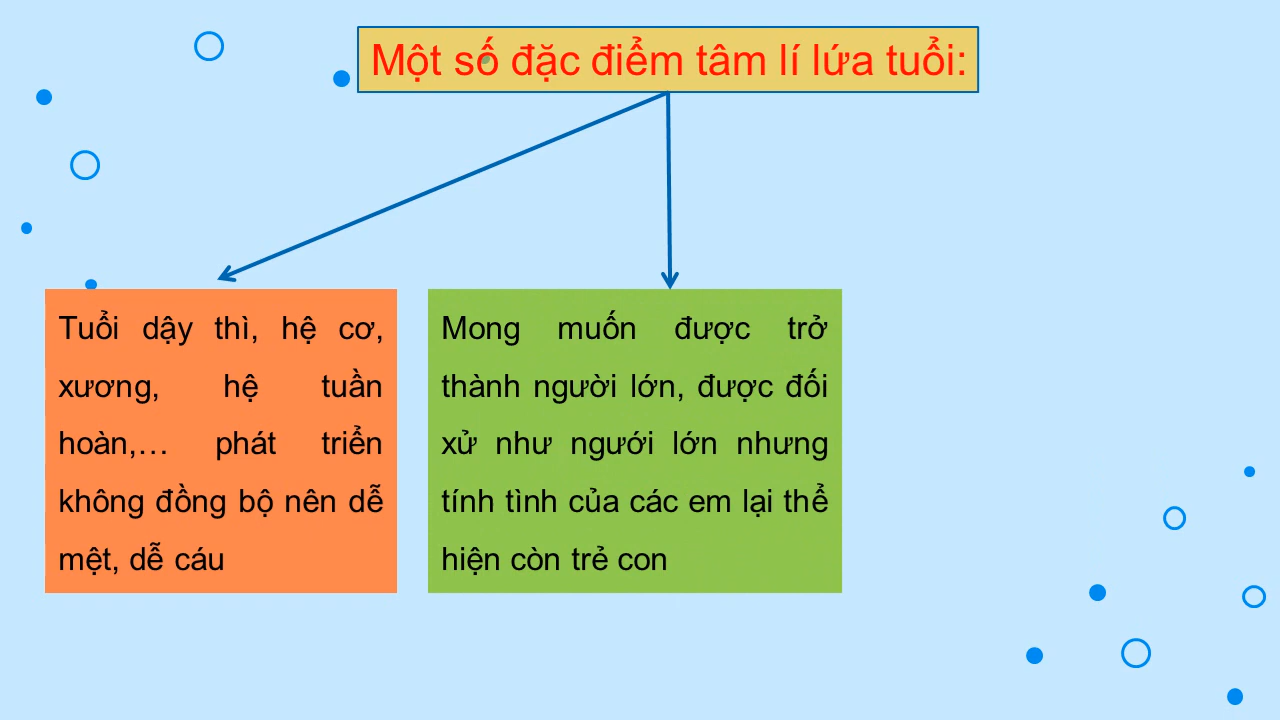 Một số đặc điểm tâm lí lứa tuổi:
Tuổi dậy thì, hệ cơ,
xương, hệ tuần
hoàn,… phát triển
không đồng bộ nên dễ
mệt, dễ cáu
Mong muốn được trở
thành người lớn, được đối
xử như ngưới lớn nhưng
tính tình của các em lại thể
hiện còn trẻ con